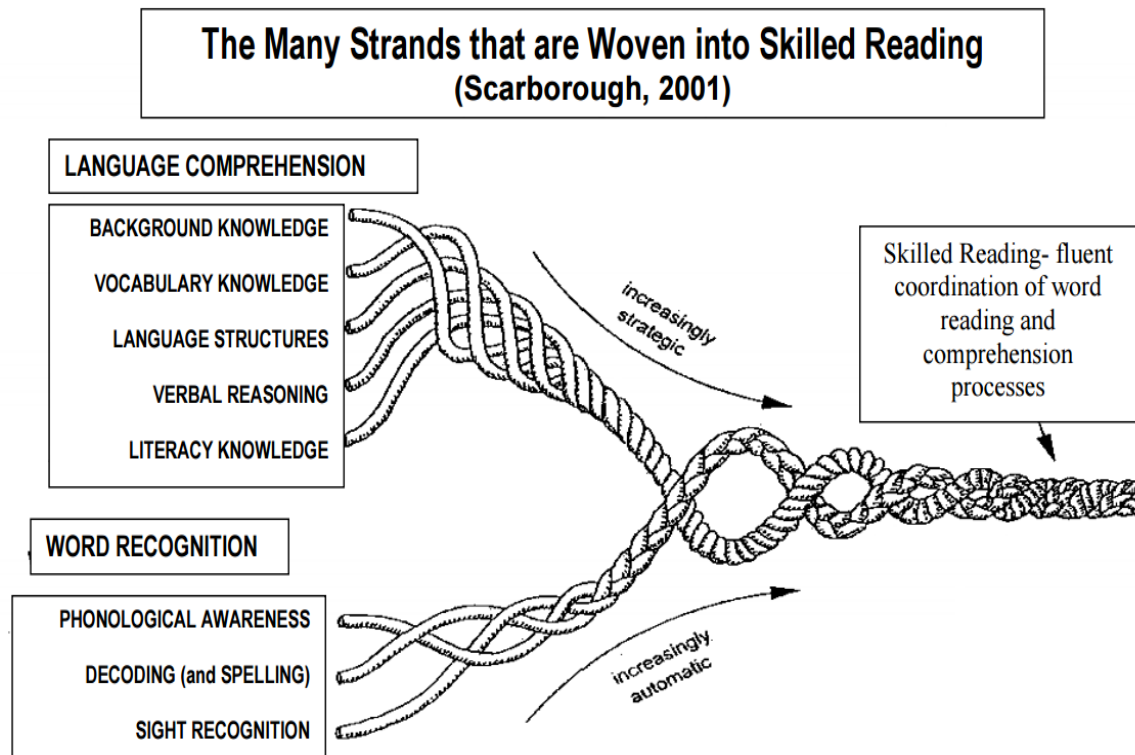 The Many Strands that are Woven into Skilled Reading
(Scarborough, 2001)
LANGUAGE COMPREHENSION
BACKGROUND KNOWLEDGE
VOCABULARY KNOWLEDGE
LANGUAGE STRUCTURES
VERBAL REASONING
LITERACY KNOWLEDGE
increasingly
strategic
Skilled Reading- fluent
coordination of word
reading and
comprehension
processes
WORD RECOGNITION
PHONOLOGICAL AWARENESS
DECODING (and SPELLING)
SIGHT RECOGNITION
increasingly
automatic